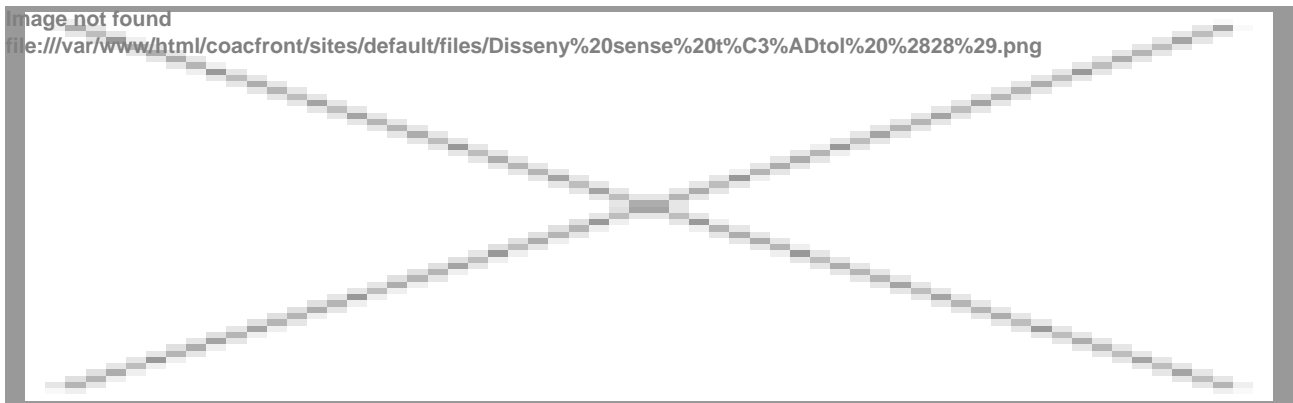 Image not found
file:///var/www/html/coacfront/sites/default/files/Disseny%20sense%20t%C3%ADtol%20%2828%29.png